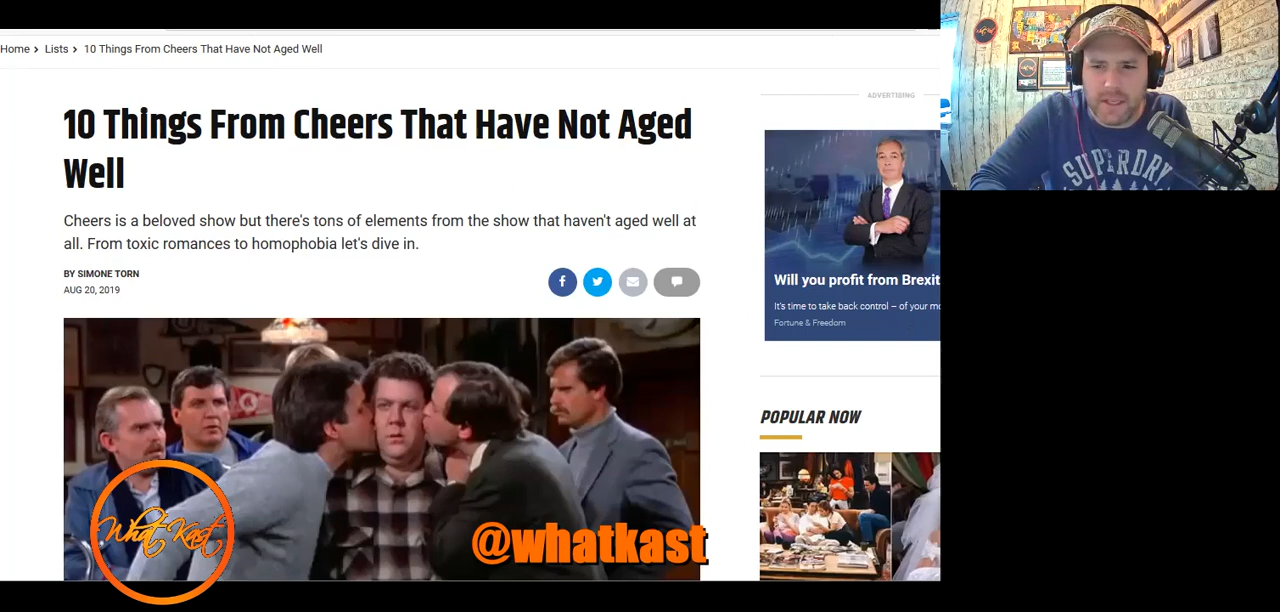 Home > Lists > 10 Things From Cheers That Have Not Aged Well
10 Things From Cheers That Have Not Aged
Well
Cheers is a beloved show but there's tons of elements from the show that haven't aged well at
all. From toxic romances to homophobia let's dive in.
BY SIMONE TORN
AUG 20, 2019
ADVERTISING
Will you profit from Brexit
It's time to take back control – of your mo
Fortune & Freedom
POPULAR NOW
What Kast
@whatkast
SUPERDRY